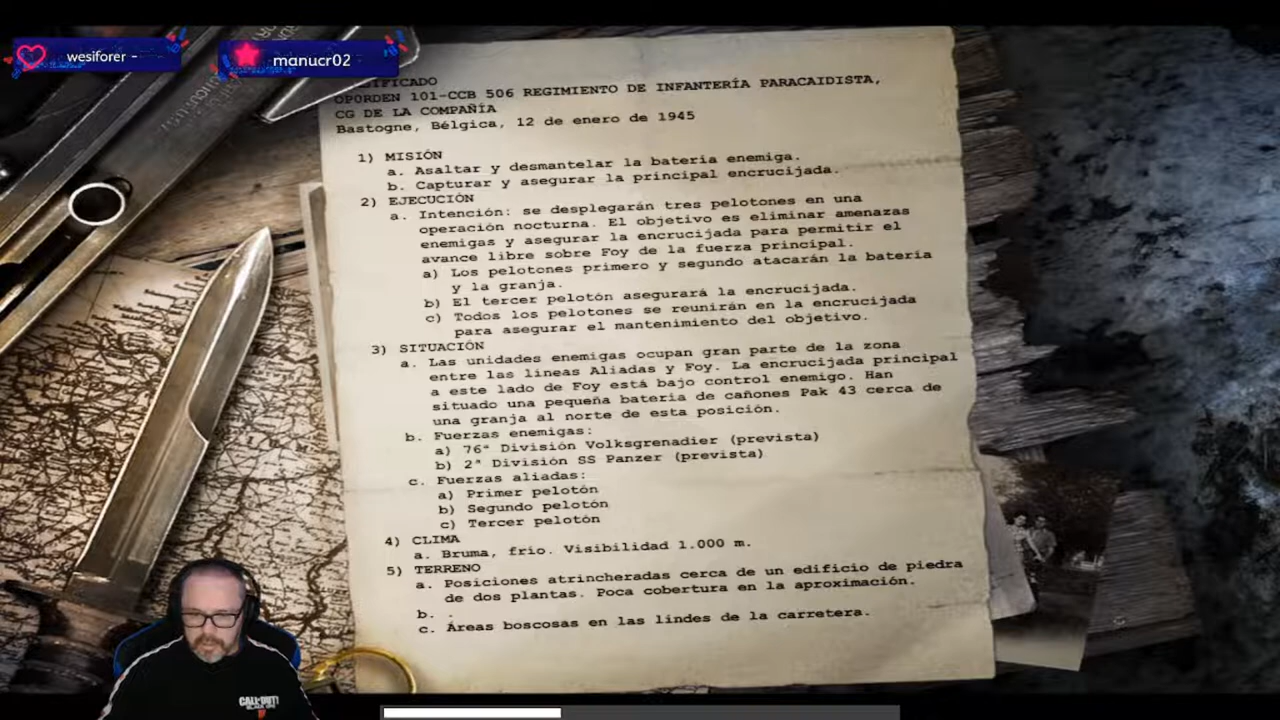 wesiforer -
manucr02
OPORDEN 101-CCB 506 REGIMIENTO DE INFANTERÍA PARACAIDISTA,
CG DE LA COMPAÑÍA
Bastogne, Bélgica, 12 de enero de 1945
1) MISIÓN
a. Asaltar y desmantelar la batería enemiga.
b. Capturar y asegurar la principal encrucijada.
2) EJECUCIÓN
a. Intención: se desplegarán tres pelotones en una
operación nocturna. El objetivo es eliminar amenazas
enemigas y asegurar la encrucijada para permitir el
avance libre sobre Foy de la fuerza principal.
a) Los pelotones primero y segundo atacarán la batería
y la granja.
b) El tercer pelotón asegurará la encrucijada.
c) Todos los pelotones se reunirán en la encrucijada
para asegurar el mantenimiento del objetivo.
3) SITUACIÓN
a. Las unidades enemigas ocupan gran parte de la zona
entre las líneas Aliadas y Foy. La encrucijada principal
a este lado de Foy está bajo control enemigo. Han
situado una pequeña batería de cañones Pak 43 cerca de
una granja al norte de esta posición.
b. Fuerzas enemigas:
a) 76ª División Volksgrenadier (prevista)
b) 2ª División SS Panzer (prevista)
c. Fuerzas aliadas:
a) Primer pelotón
b) Segundo pelotón
c) Tercer pelotón
4) CLIMA
a. Bruma, frío. Visibilidad 1.000 m.
5) TERRENO
a. Posiciones atrincheradas cerca de un edificio de piedra
de dos plantas. Poca cobertura en la aproximación.
b. .
c. Áreas boscosas en las lindes de la carretera.
CALL OF DUTY